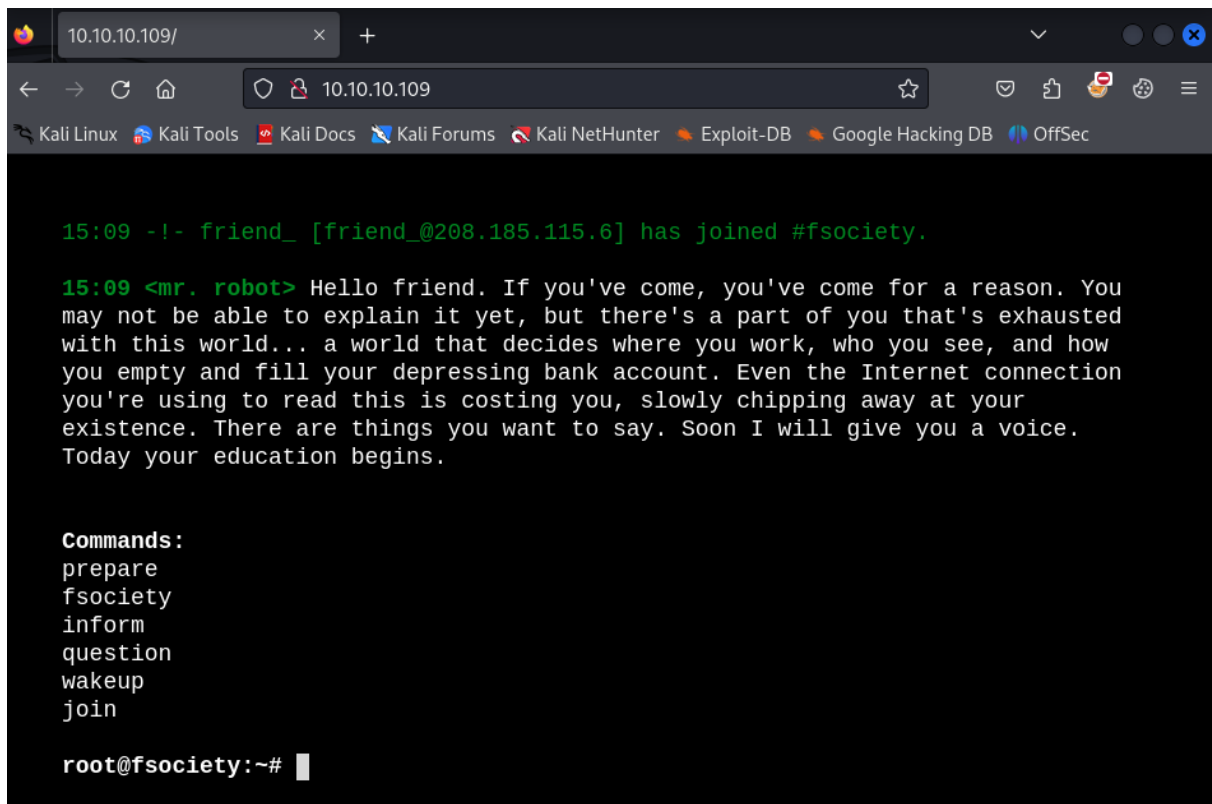 10.10.10.109/
10.10.10.109
Kali Linux Kali Tools Kali Docs Kali Forums Kali NetHunter Exploit-DB Google Hacking DB OffSec
15:09 -!- friend_ [friend_@208.185.115.6] has joined #fsociety.
15:09 <mr. robot> Hello friend. If you've come, you've come for a reason. You
may not be able to explain it yet, but there's a part of you that's exhausted
with this world... a world that decides where you work, who you see, and how
you empty and fill your depressing bank account. Even the Internet connection
you're using to read this is costing you, slowly chipping away at your
existence. There are things you want to say. Soon I will give you a voice.
Today your education begins.
Commands:
prepare
fsociety
inform
question
wakeup
join
root@fsociety:~#